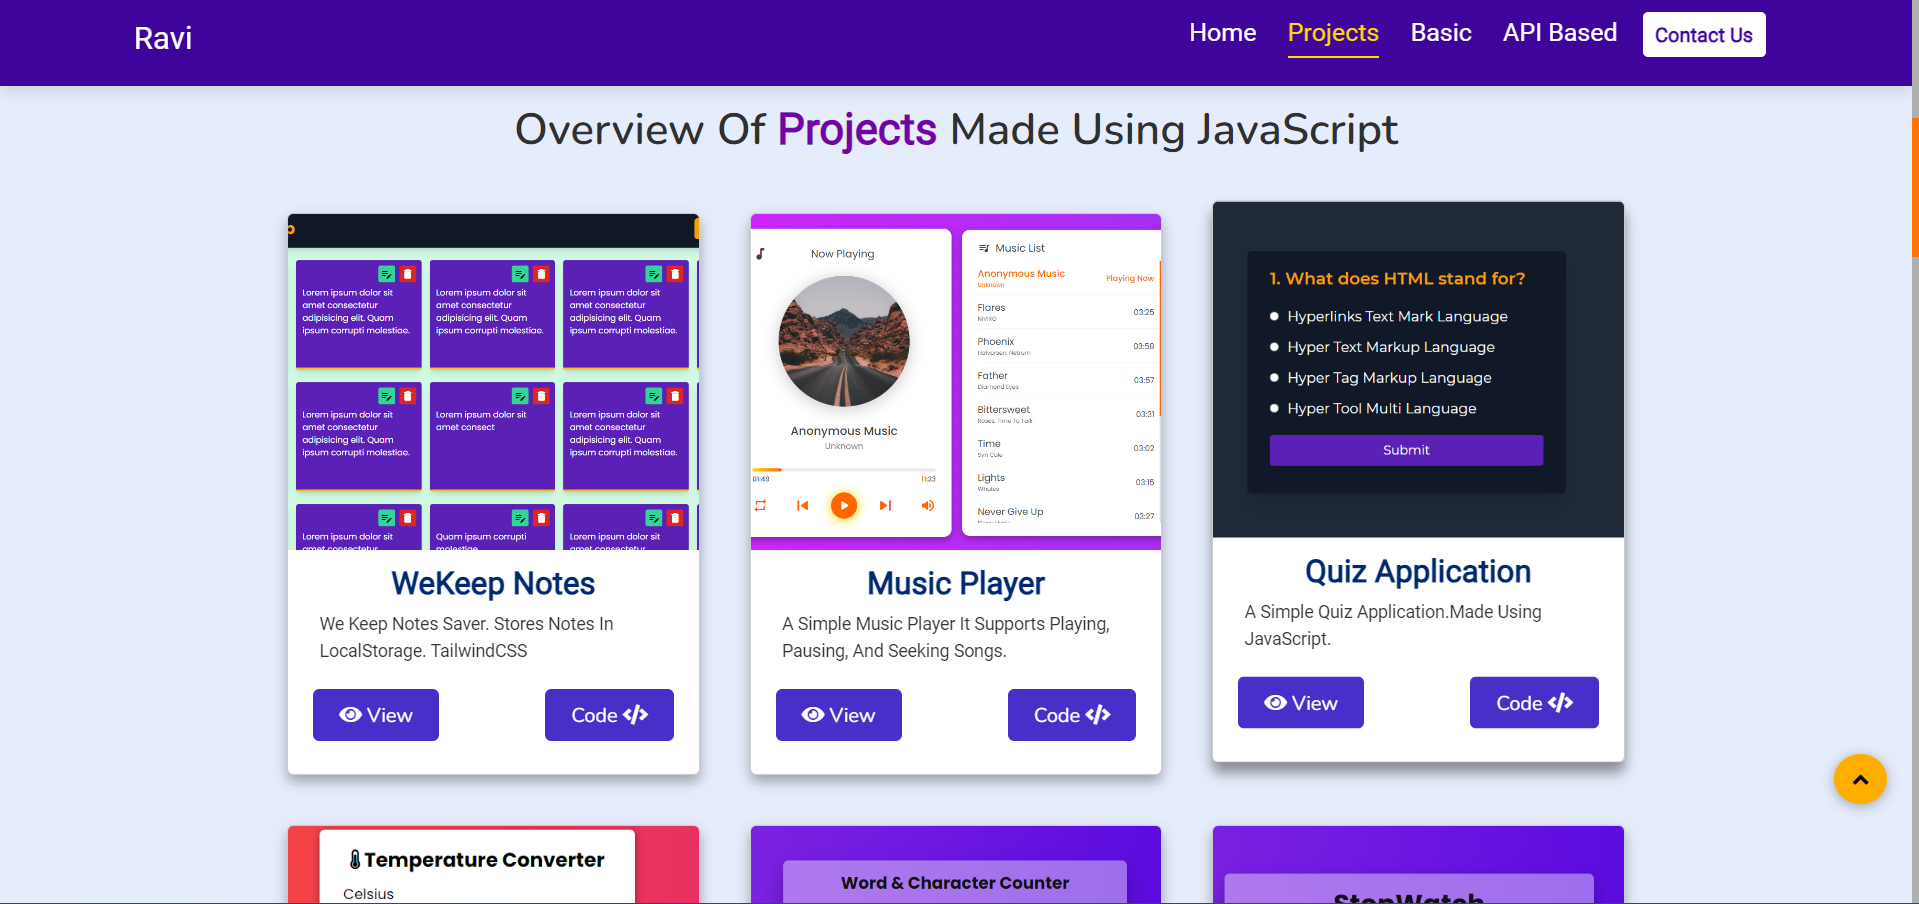 Ravi
Home
Projects
Basic
API Based
Contact Us
Overview Of Projects Made Using JavaScript
Lorem ipsum dolor sit
amet consectetur
adipisicing elit. Quam
ipsum corrupti molestiae.
Lorem ipsum dolor sit
amet consectetur
adipisicing elit. Quam
ipsum corrupti molestiae.
Lorem ipsum dolor sit
amet consectetur
adipisicing elit. Quam
ipsum corrupti molestiae.
Lorem ipsum dolor sit
amet consectetur
adipisicing elit. Quam
ipsum corrupti molestiae.
Lorem ipsum dolor sit
amet consect
Lorem ipsum dolor sit
amet consectetur
adipisicing elit. Quam
ipsum corrupti molestiae.
Lorem ipsum dolor sit
amet consectetur
Quam ipsum corrupti
molestiae
Lorem ipsum dolor sit
amet consectetur
WeKeep Notes
We Keep Notes Saver. Stores Notes In
LocalStorage. TailwindCSS
View
Code
Now Playing
Anonymous Music
Unknown
01:49
11:23
Music List
Anonymous Music
Unknown
Playing Now
Flares
NIVIRO
03:25
Phoenix
Halvorsen, Netrum
03:58
Father
Diamond Eyes
03:57
Bittersweet
Roses, Time To Talk
03:31
Time
Syn Cole
03:02
Lights
Whales
03:15
Never Give Up
03:27
Music Player
A Simple Music Player It Supports Playing,
Pausing, And Seeking Songs.
View
Code
1. What does HTML stand for?
Hyperlinks Text Mark Language
Hyper Text Markup Language
Hyper Tag Markup Language
Hyper Tool Multi Language
Submit
Quiz Application
A Simple Quiz Application.Made Using
JavaScript.
View
Code
Temperature Converter
Celsius
Word & Character Counter
StopWatch